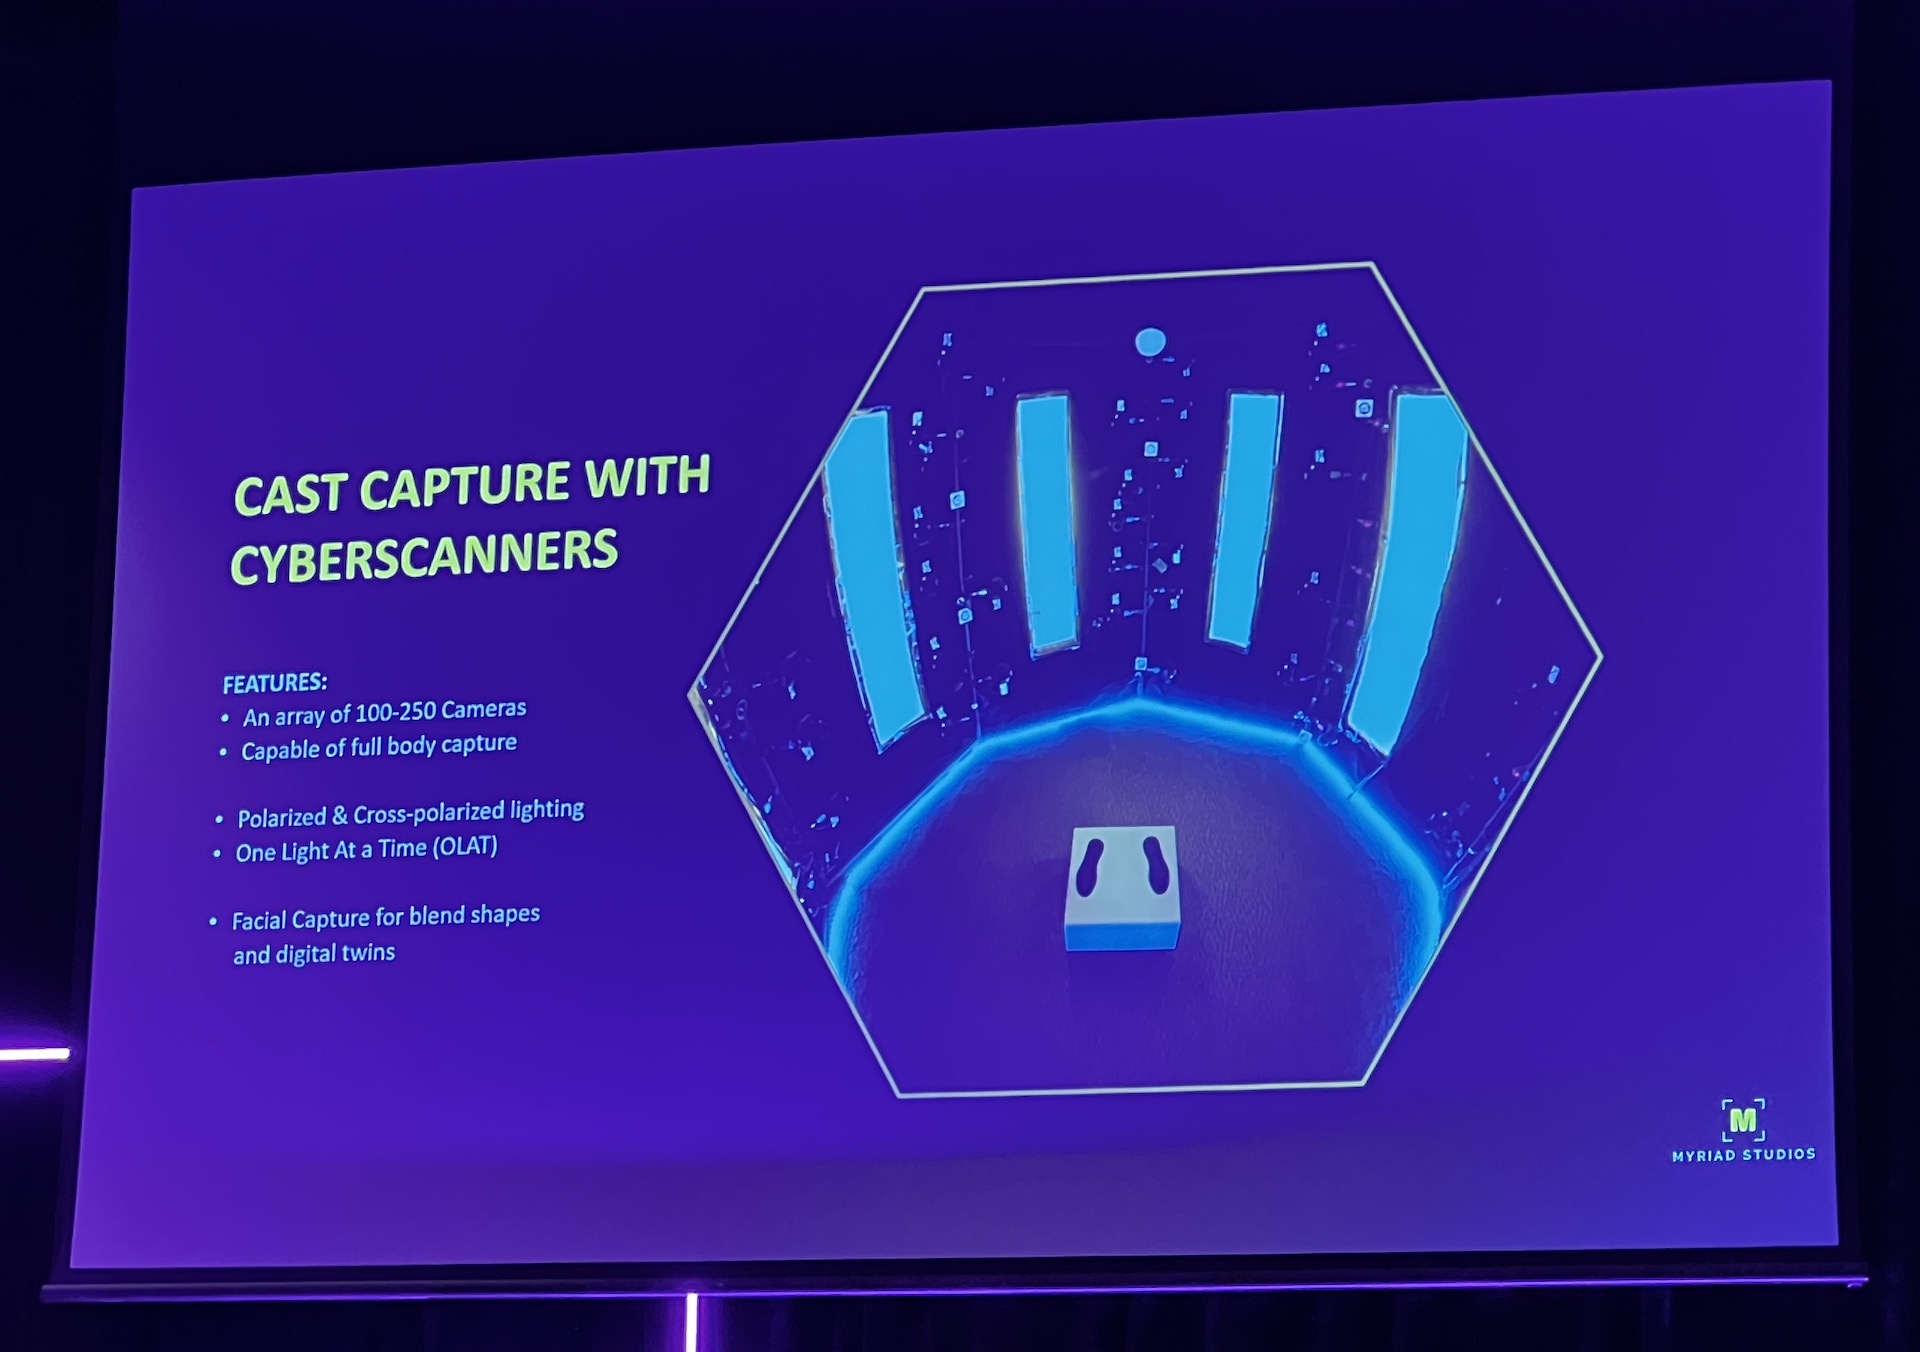 CAST CAPTURE WITH
CYBERSCANNERS
FEATURES:
• An array of 100-250 Cameras
• Capable of full body capture
• Polarized & Cross-polarized lighting
• One Light At a Time (OLAT)
• Facial Capture for blend shapes
and digital twins
M
MYRIAD STUDIOS